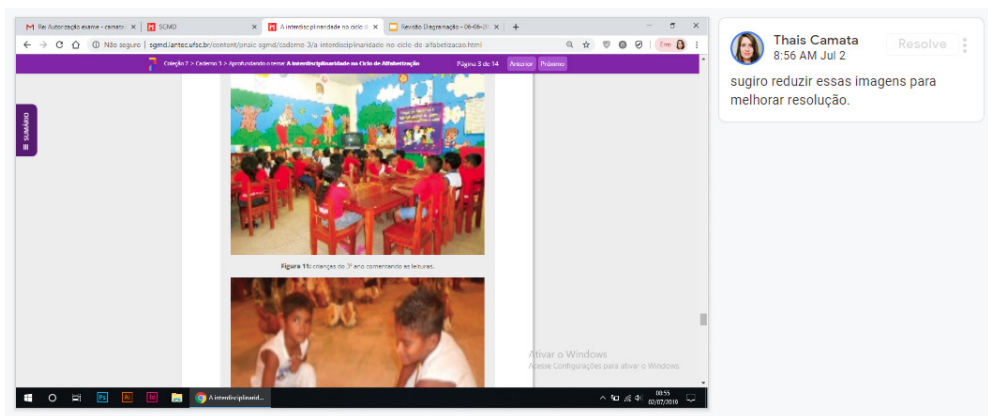 Re: Autorização exame - camata
SGMD
A interdisciplinaridade no ciclo d
Revisão Diagramação - 06-06-20
Não seguro | sgmd.lantec.ufsc.br/content/pnaic-sgmd/caderno-3/a-interdisciplinaridade-no-ciclo-de-alfabetizacao.html
Coleção 7 > Caderno 3 > Aprofundando o tema: A interdisciplinaridade no Ciclo de Alfabetização
Página 3 de 14
Anterior
Próximo
SUMÁRIO
Figura 11: crianças do 3º ano comentando as leituras.
Ativar o Windows
Acesse Configurações para ativar o Windows.
Ps
Ai
Id
A interdisciplinarid...
02/07/2019
Thais Camata
8:56 AM Jul 2
Resolve
sugiro reduzir essas imagens para
melhorar resolução.